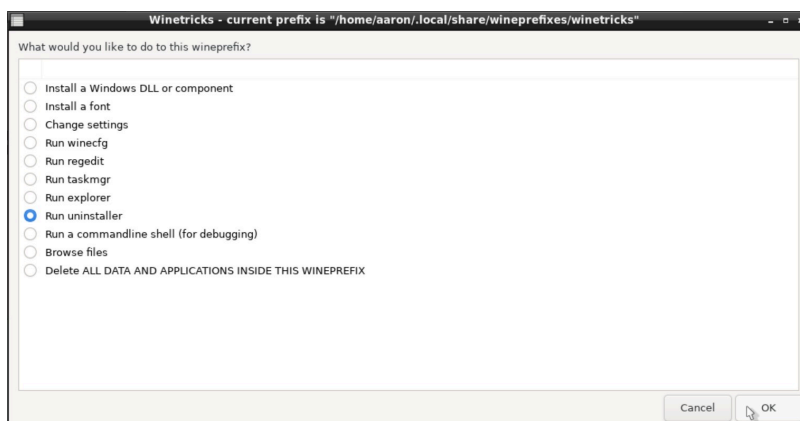 Winetricks - current prefix is "/home/aaron/.local/share/wineprefixes/winetricks"
What would you like to do to this wineprefix?
Install a Windows DLL or component
Install a font
Change settings
Run winecfg
Run regedit
Run taskmgr
Run explorer
Run uninstaller
Run a commandline shell (for debugging)
Browse files
Delete ALL DATA AND APPLICATIONS INSIDE THIS WINEPREFIX
Cancel OK